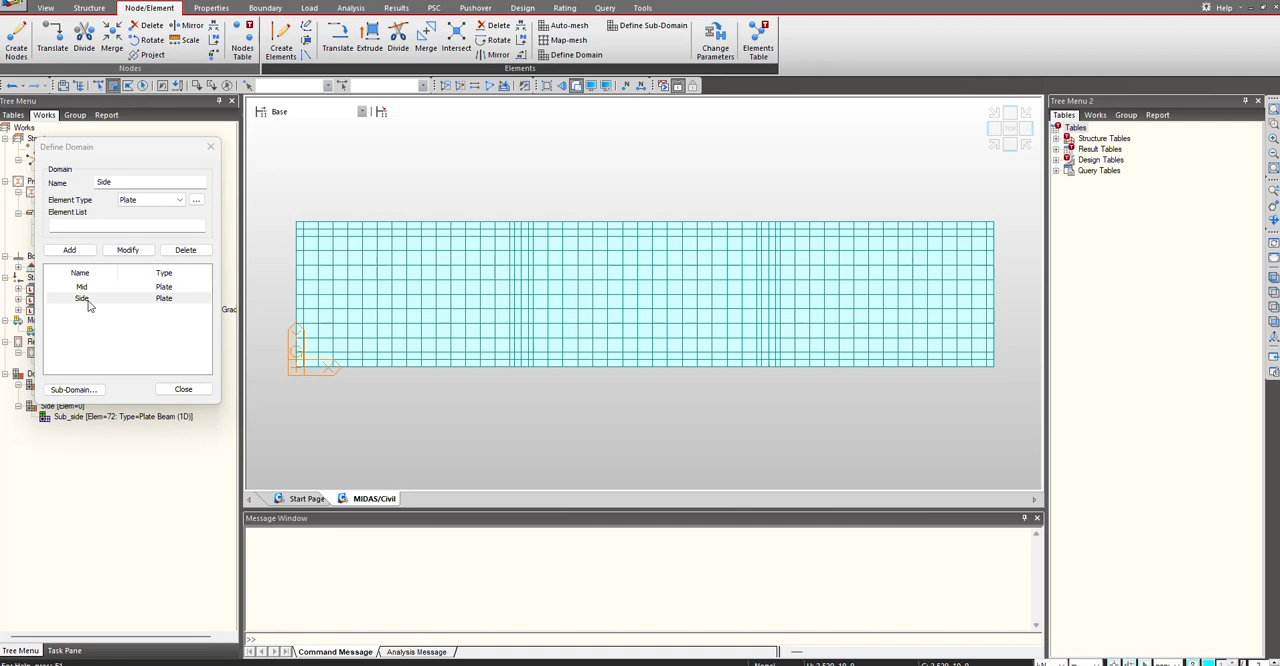 View Structure Node/Element Properties Boundary Load Analysis Results PSC Pushover Design Rating Query Tools Help
Delete Mirror
Rotate Scale
Project
Create Nodes Translate Divide Merge Nodes Table
Nodes
Create Elements Translate Extrude Divide Merge Intersect
Delete
Rotate
Mirror
Auto-mesh Define Sub-Domain
Map-mesh
Define Domain
Change Parameters Elements Table
Elements
Tree Menu
Tables Works Group Report
Works
Define Domain
Domain
Name Side
Element Type Plate ...
Element List
Add Modify Delete
Name Type
Mid Plate
Side Plate
Sub-Domain... Close
Side [Elem=0]
Sub_side [Elem=72: Type=Plate Beam (1D)]
Base
TOP
X
Start Page MIDAS/Civil
Message Window
>>
Command Message Analysis Message
Tree Menu Task Pane
Tree Menu 2
Tables Works Group Report
Tables
Structure Tables
Result Tables
Design Tables
Query Tables